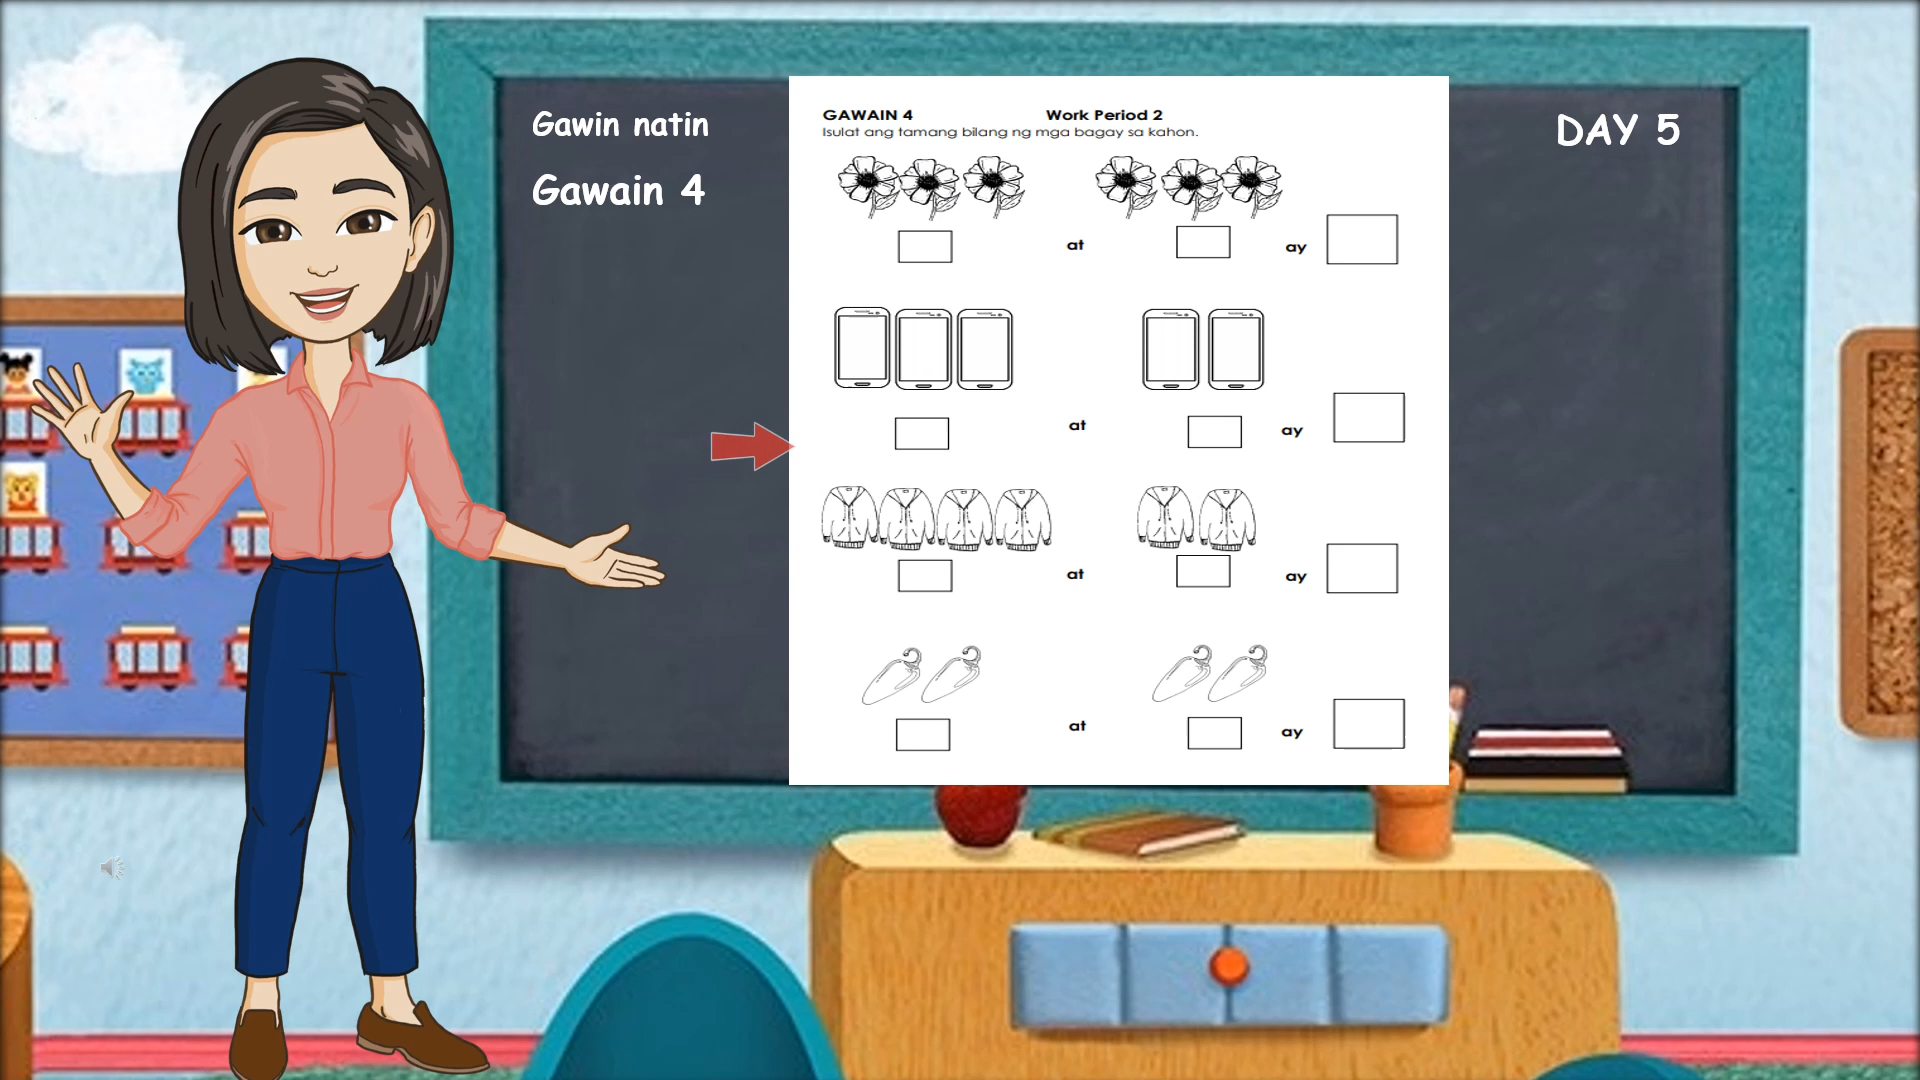 Gawin natin
Gawain 4
GAWAIN 4 Work Period 2
Isulat ang tamang bilang ng mga bagay sa kahon.
at ay
at ay
at ay
at ay
DAY 5